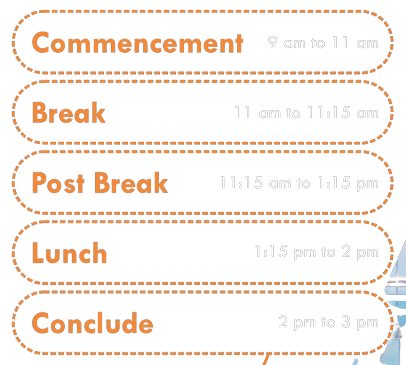 Commencement 9 am to 11 am
Break 11 am to 11:15 am
Post Break 11:15 am to 1:15 pm
Lunch 1:15 pm to 2 pm
Conclude 2 pm to 3 pm